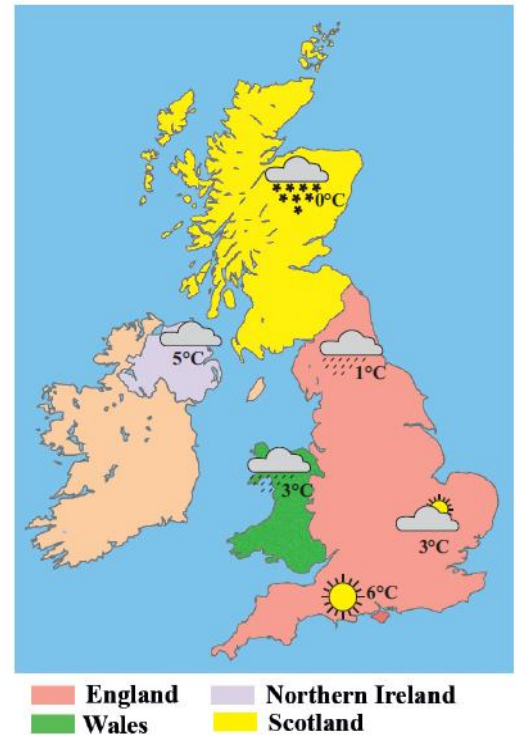 0°C
5°C
1°C
3°C
3°C
6°C
England Northern Ireland
Wales Scotland